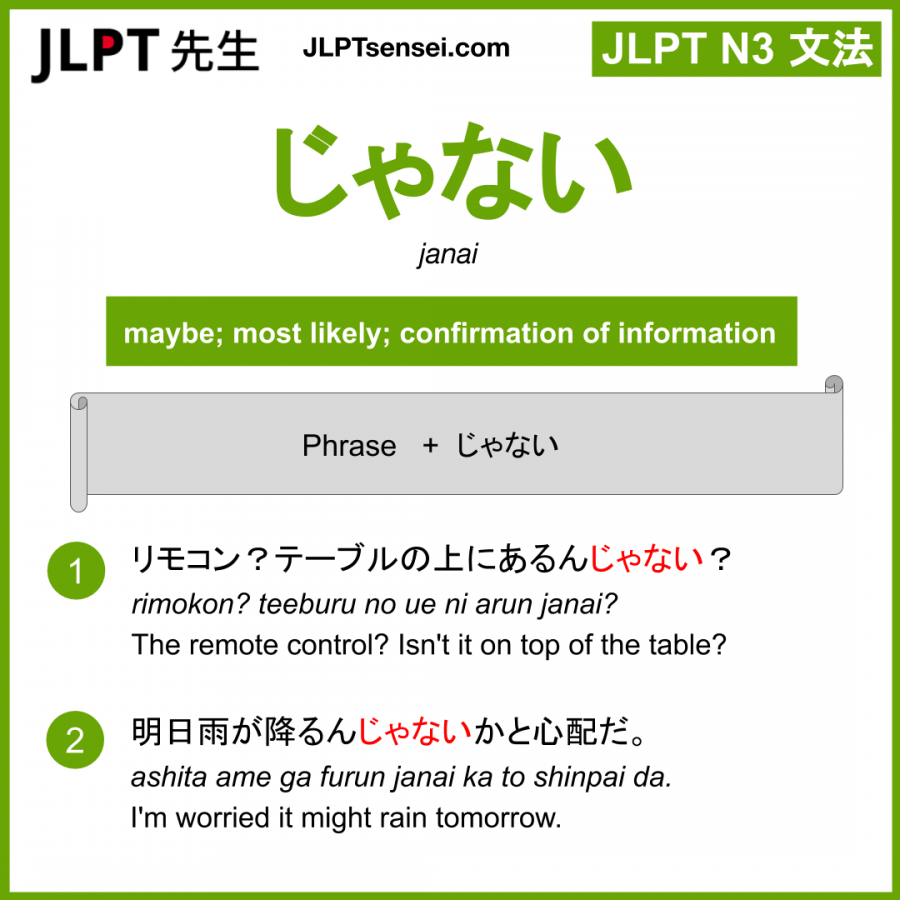 JLPT 先生
JLPTsensei.com
JLPT N3 文法
じゃない
janai
maybe; most likely; confirmation of information
Phrase + じゃない
1
リモコン？テーブルの上にあるんじゃない？
rimokon? teeburu no ue ni arun janai?
The remote control? Isn't it on top of the table?
2
明日雨が降るんじゃないかと心配だ。
ashita ame ga furun janai ka to shinpai da.
I'm worried it might rain tomorrow.